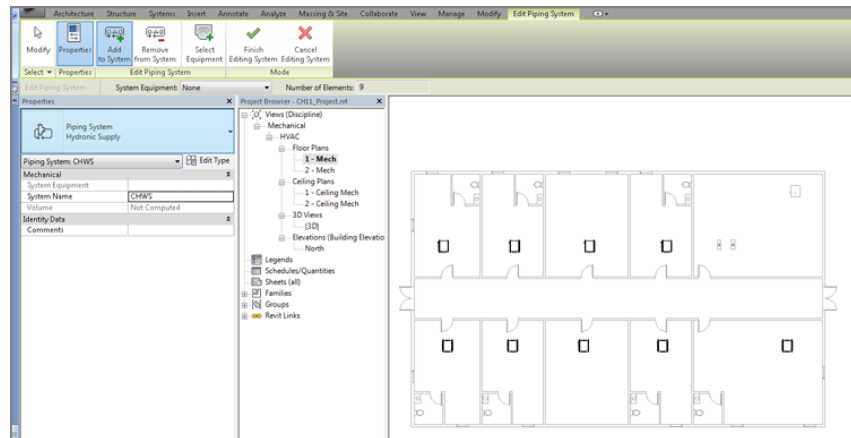 Architecture Structure Systems Insert Annotate Analyze Massing & Site Collaborate View Manage Modify Edit Piping System
Modify Properties Add to System Remove from System Select Equipment Finish Editing System Cancel Editing System
Select Properties Edit Piping System Mode
Edit Piping System System Equipment: None Number of Elements: 9
Properties
Piping System
Hydronic Supply
Piping System: CHWS Edit Type
Mechanical
System Equipment
System Name CHWS
Volume Not Computed
Identity Data
Comments
Project Browser - CH11_Project.rvt
Views (Discipline)
Mechanical
HVAC
Floor Plans
1 - Mech
2 - Mech
Ceiling Plans
1 - Ceiling Mech
2 - Ceiling Mech
3D Views
{3D}
Elevations (Building Elevatio
North
Legends
Schedules/Quantities
Sheets (all)
Families
Groups
Revit Links